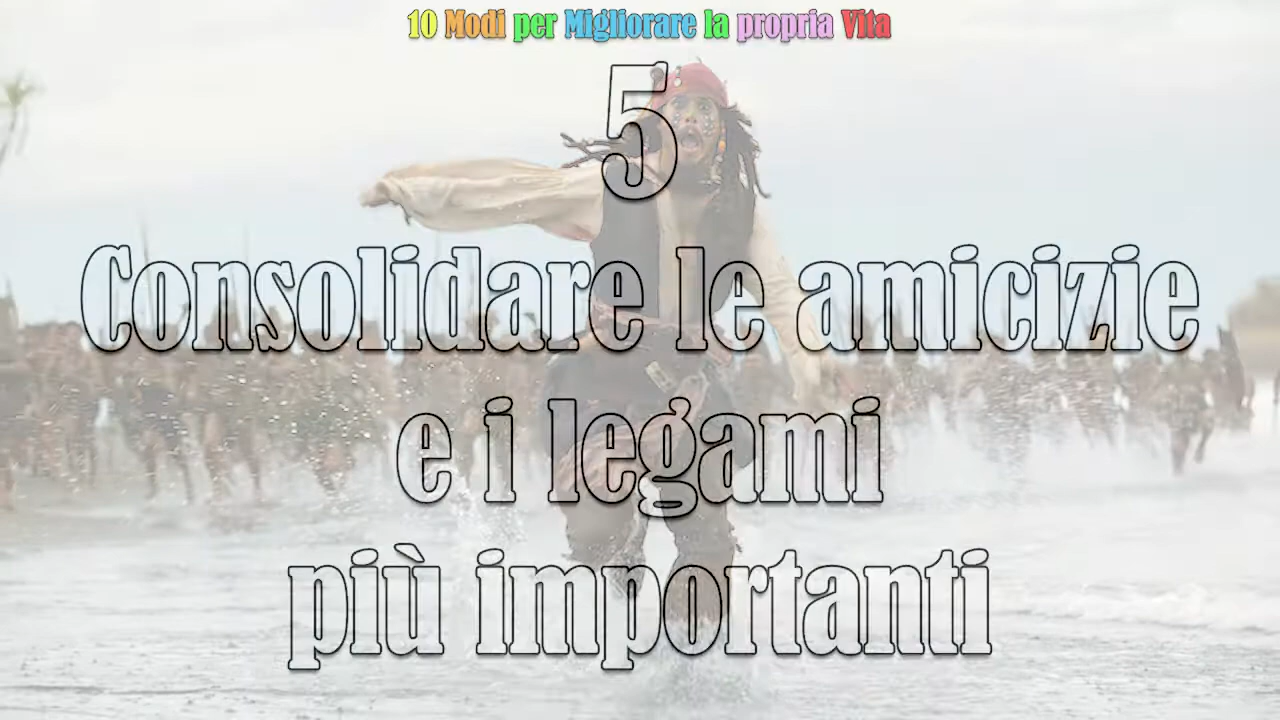 10 Modi per Migliorare la propria Vita
5
Consolidare le amicizie
e i legami
più importanti